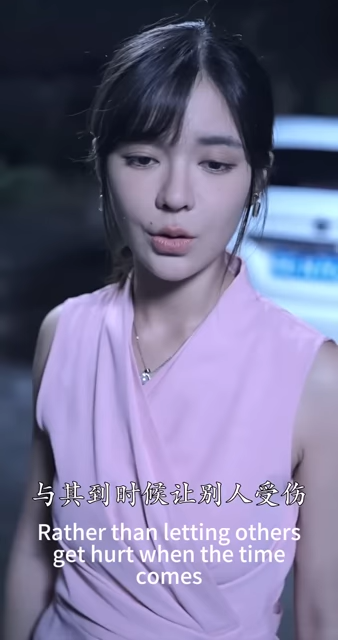 与其到时候让别人受伤
Rather than letting others
get hurt when the time
comes